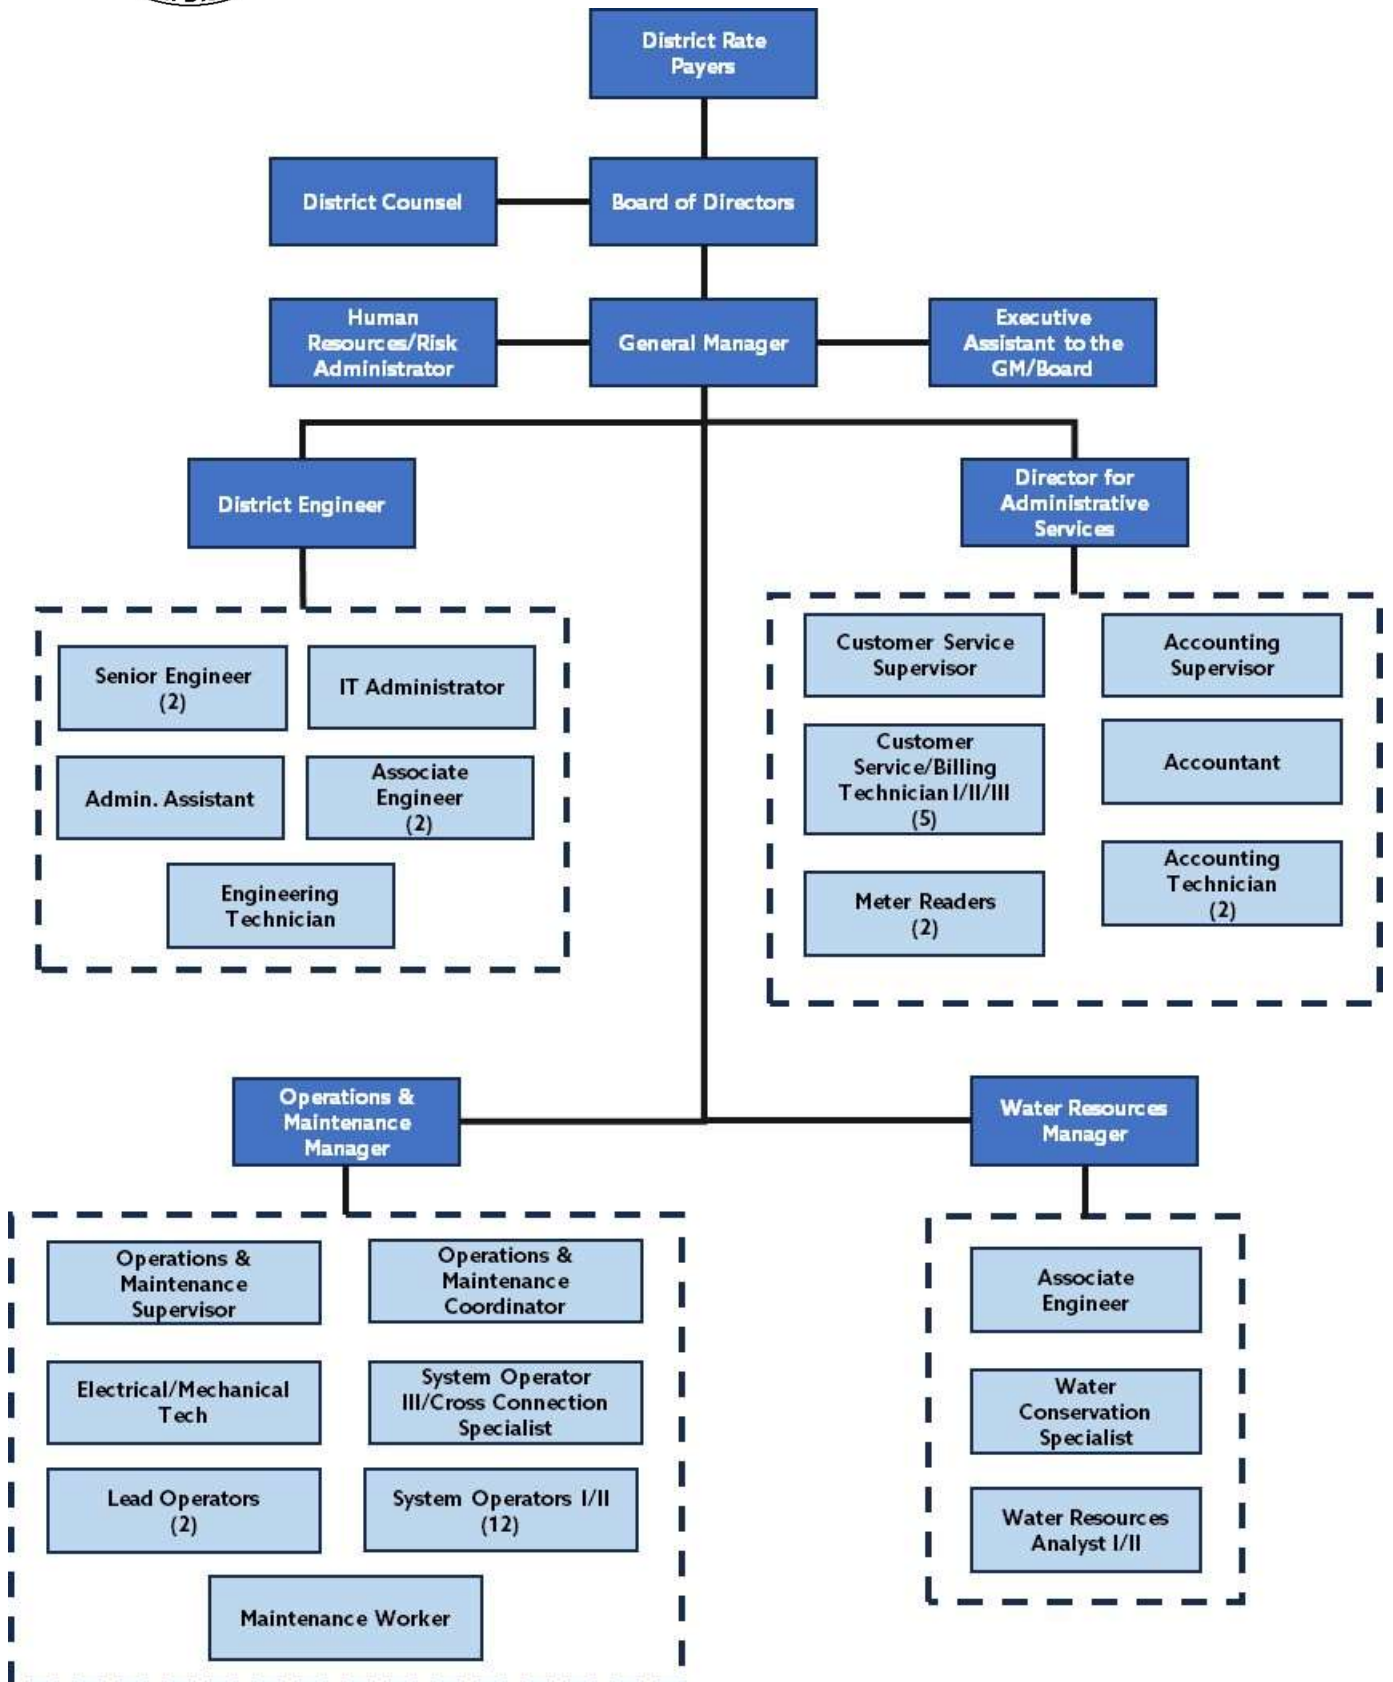 District Rate
Payers
District Counsel
Board of Directors
Human
Resources/Risk
Administrator
General Manager
Executive
Assistant to the
GM/Board
District Engineer
Director for
Administrative
Services
Senior Engineer
(2)
IT Administrator
Admin. Assistant
Associate
Engineer
(2)
Engineering
Technician
Customer Service
Supervisor
Accounting
Supervisor
Customer
Service/Billing
Technician I/II/III
(5)
Accountant
Meter Readers
(2)
Accounting
Technician
(2)
Operations &
Maintenance
Manager
Water Resources
Manager
Operations &
Maintenance
Supervisor
Operations &
Maintenance
Coordinator
Electrical/Mechanical
Tech
System Operator
III/Cross Connection
Specialist
Lead Operators
(2)
System Operators I/II
(12)
Maintenance Worker
Associate
Engineer
Water
Conservation
Specialist
Water Resources
Analyst I/II